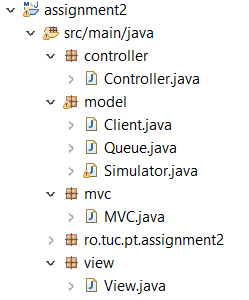 assignment2
src/main/java
controller
Controller.java
model
Client.java
Queue.java
Simulator.java
mvc
MVC.java
ro.tuc.pt.assignment2
view
View.java